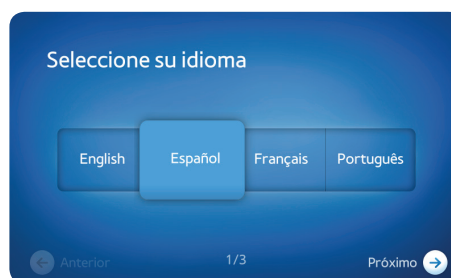 Seleccione su idioma
English Español Français Português
Anterior 1/3 Próximo